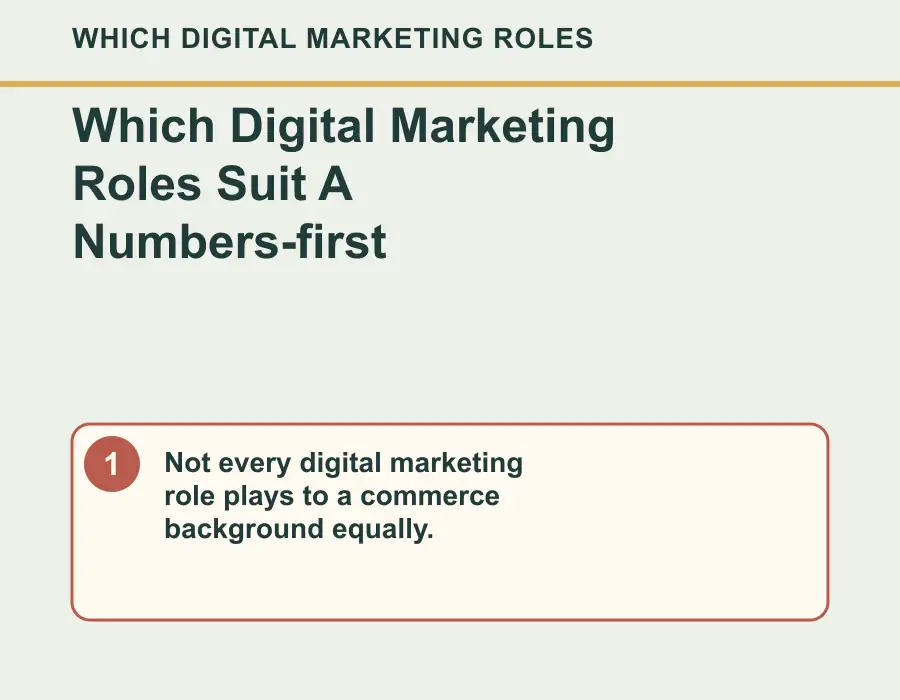 WHICH DIGITAL MARKETING ROLES
Which Digital Marketing
Roles Suit A
Numbers-first
1
Not every digital marketing
role plays to a commerce
background equally.